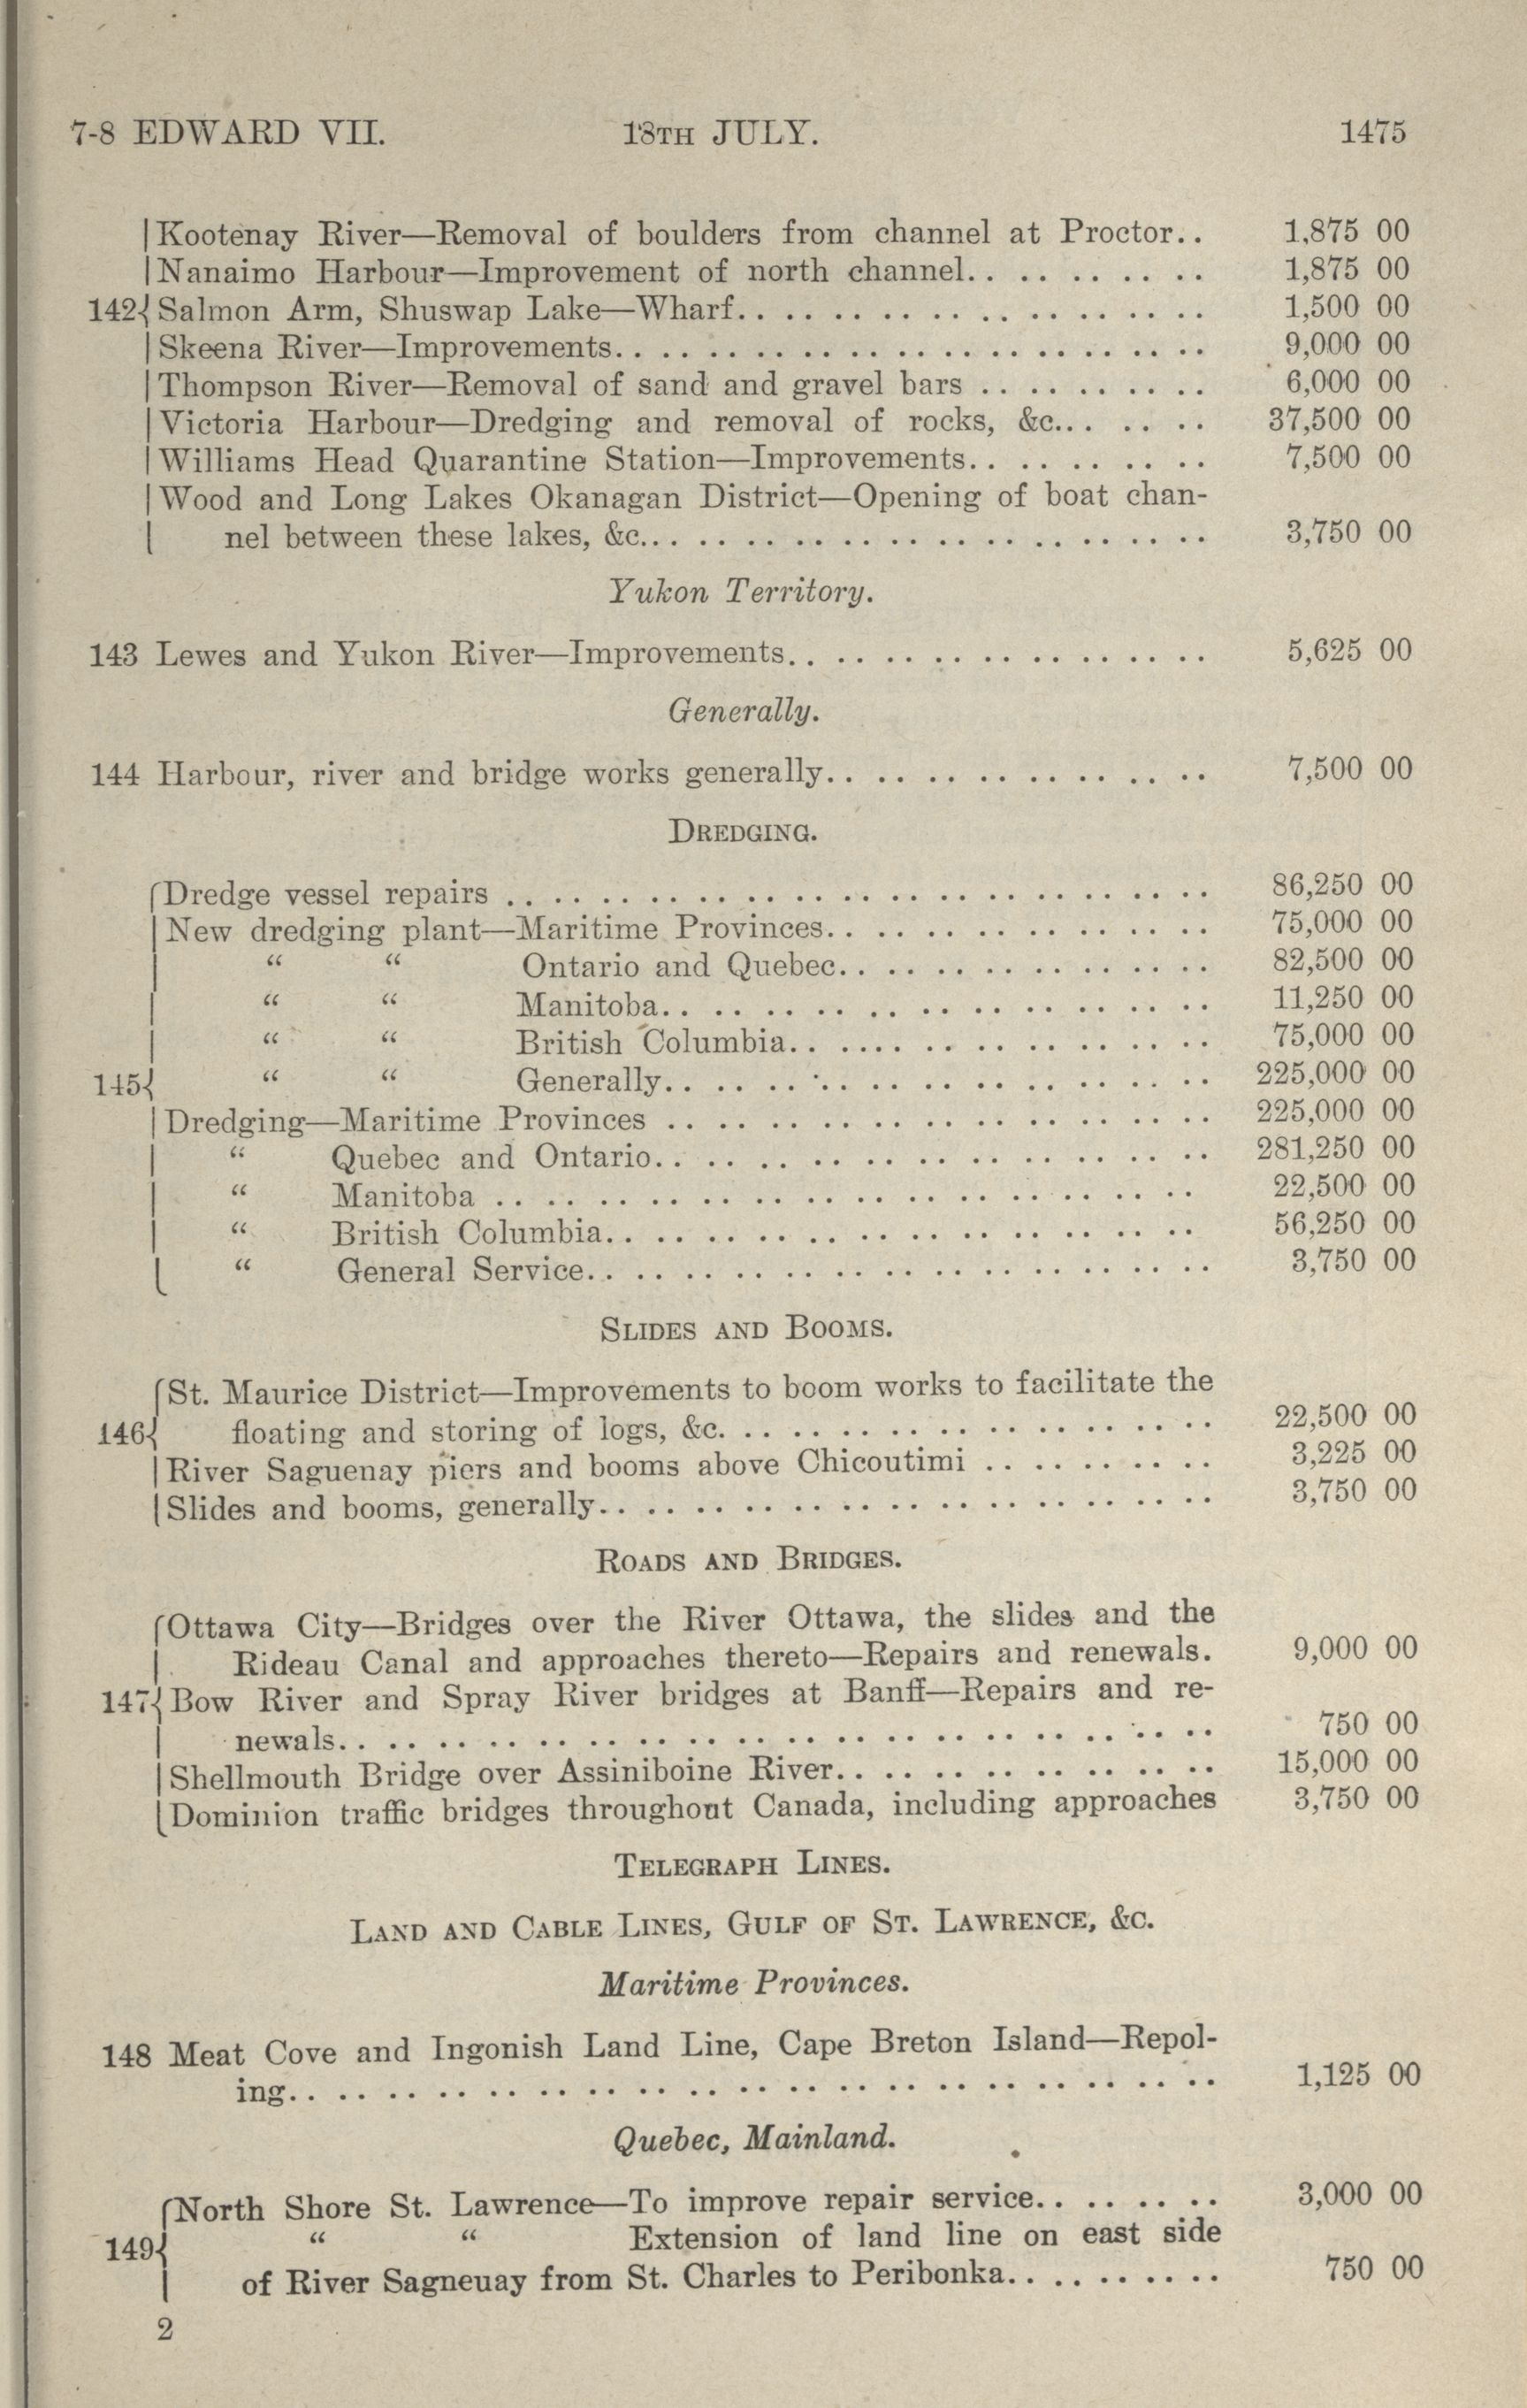 7-8 EDWARD VII. 13TH JULY. 1475
Kootenay River—Removal of boulders from channel at Proctor.. 1,875 00
Nanaimo Harbour—Improvement of north channel.. .. .. .. .. 1,875 00
142{ Salmon Arm, Shuswap Lake—Wharf.. .. .. .. .. .. .. .. .. .. 1,500 00
Skeena River—Improvements.. .. .. .. .. .. .. .. .. .. .. .. .. 9,000 00
Thompson River—Removal of sand and gravel bars .. .. .. .. .. 6,000 00
Victoria Harbour—Dredging and removal of rocks, &c... .. .. .. 37,500 00
Williams Head Quarantine Station—Improvements.. .. .. .. .. 7,500 00
Wood and Long Lakes Okanagan District—Opening of boat chan-
nel between these lakes, &c... .. .. .. .. .. .. .. .. .. .. .. 3,750 00
Yukon Territory.
143 Lewes and Yukon River—Improvements.. .. .. .. .. .. .. .. .. 5,625 00
Generally.
144 Harbour, river and bridge works generally.. .. .. .. .. .. .. .. 7,500 00
DREDGING.
Dredge vessel repairs .. .. .. .. .. .. .. .. .. .. .. .. .. .. .. 86,250 00
New dredging plant—Maritime Provinces.. .. .. .. .. .. .. .. 75,000 00
“ “ Ontario and Quebec.. .. .. .. .. .. .. .. 82,500 00
“ “ Manitoba.. .. .. .. .. .. .. .. .. .. .. 11,250 00
“ “ British Columbia.. .. .. .. .. .. .. .. .. 75,000 00
145{ “ “ Generally.. .. .. .. .. .. .. .. .. .. .. 225,000 00
Dredging—Maritime Provinces .. .. .. .. .. .. .. .. .. .. .. 225,000 00
“ Quebec and Ontario.. .. .. .. .. .. .. .. .. .. .. 281,250 00
“ Manitoba .. .. .. .. .. .. .. .. .. .. .. .. .. .. 22,500 00
“ British Columbia.. .. .. .. .. .. .. .. .. .. .. .. 56,250 00
“ General Service.. .. .. .. .. .. .. .. .. .. .. .. .. 3,750 00
SLIDES AND BOOMS.
St. Maurice District—Improvements to boom works to facilitate the
146{ floating and storing of logs, &c. .. .. .. .. .. .. .. .. .. .. 22,500 00
River Saguenay piers and booms above Chicoutimi .. .. .. .. .. 3,225 00
Slides and booms, generally.. .. .. .. .. .. .. .. .. .. .. .. .. 3,750 00
ROADS AND BRIDGES.
Ottawa City—Bridges over the River Ottawa, the slides and the
Rideau Canal and approaches thereto—Repairs and renewals. 9,000 00
147{ Bow River and Spray River bridges at Banff—Repairs and re-
newals.. .. .. .. .. .. .. .. .. .. .. .. .. .. .. .. .. .. 750 00
Shellmouth Bridge over Assiniboine River.. .. .. .. .. .. .. .. 15,000 00
Dominion traffic bridges throughout Canada, including approaches 3,750 00
TELEGRAPH LINES.
LAND AND CABLE LINES, GULF OF ST. LAWRENCE, &C.
Maritime Provinces.
148 Meat Cove and Ingonish Land Line, Cape Breton Island—Repol-
ing.. .. .. .. .. .. .. .. .. .. .. .. .. .. .. .. .. .. .. 1,125 00
Quebec, Mainland.
North Shore St. Lawrence—To improve repair service.. .. .. .. 3,000 00
149{ “ “ Extension of land line on east side
of River Sagneuay from St. Charles to Peribonka.. .. .. .. .. 750 00
2